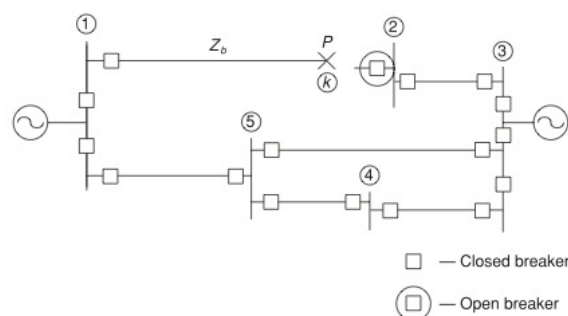 ① ②
P ③
Z_b
ⓚ
⑤
④
— Closed breaker
— Open breaker